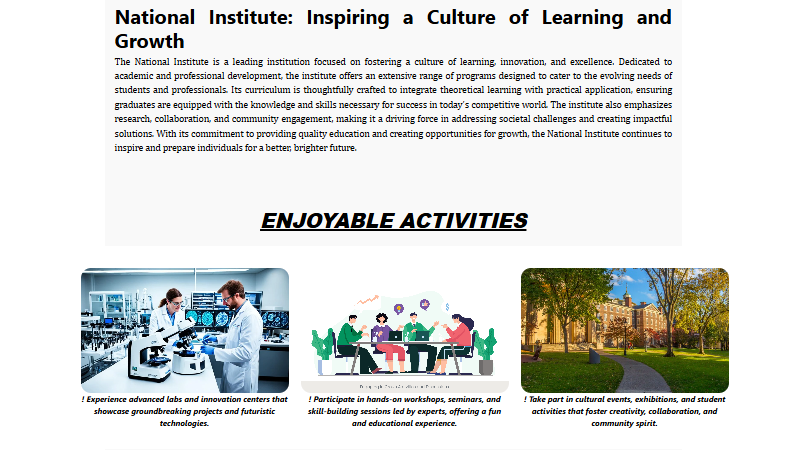 National Institute: Inspiring a Culture of Learning and
Growth
The National Institute is a leading institution focused on fostering a culture of learning, innovation, and excellence. Dedicated to
academic and professional development, the institute offers an extensive range of programs designed to cater to the evolving needs of
students and professionals. Its curriculum is thoughtfully crafted to integrate theoretical learning with practical application, ensuring
graduates are equipped with the knowledge and skills necessary for success in today's competitive world. The institute also emphasizes
research, collaboration, and community engagement, making it a driving force in addressing societal challenges and creating impactful
solutions. With its commitment to providing quality education and creating opportunities for growth, the National Institute continues to
inspire and prepare individuals for a better, brighter future.
ENJOYABLE ACTIVITIES
! Experience advanced labs and innovation centers that
showcase groundbreaking projects and futuristic
technologies.
! Participate in hands-on workshops, seminars, and
skill-building sessions led by experts, offering a fun
and educational experience.
! Take part in cultural events, exhibitions, and student
activities that foster creativity, collaboration, and
community spirit.